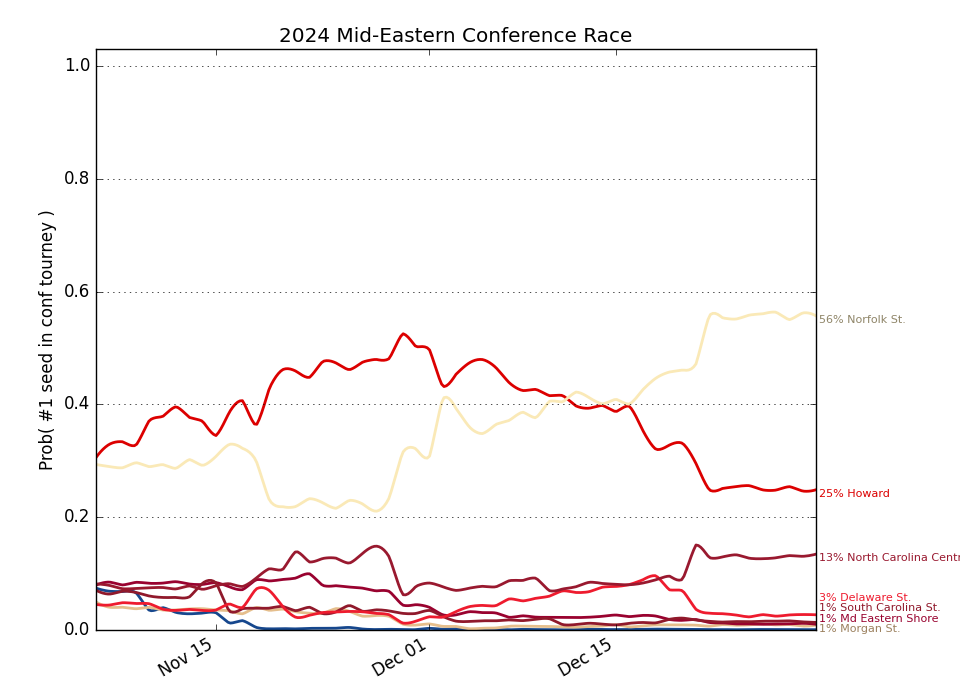 2024 Mid-Eastern Conference Race
Prob( #1 seed in conf tourney )
1.0
0.8
0.6
0.4
0.2
0.0
Nov 15
Dec 01
Dec 15
56% Norfolk St.
25% Howard
13% North Carolina Centr
3% Delaware St.
1% South Carolina St.
1% Md Eastern Shore
1% Morgan St.